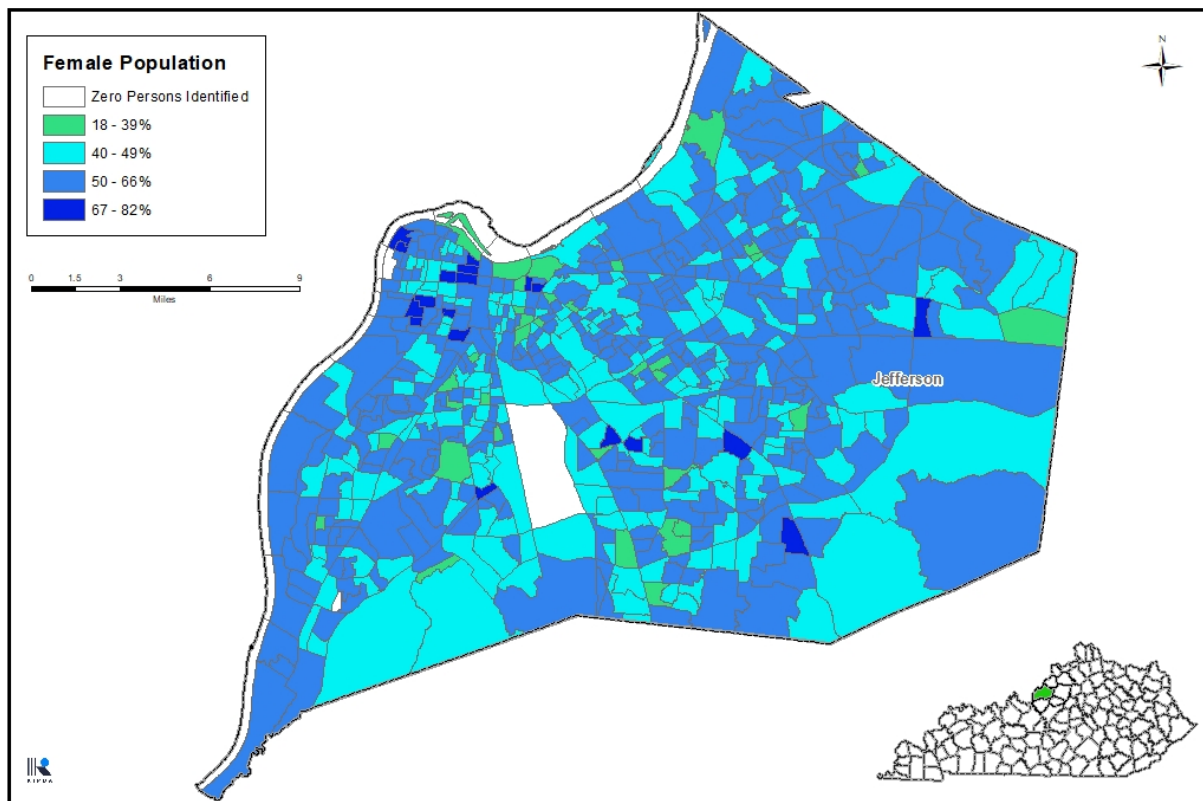 Female Population
Zero Persons Identified
18 - 39%
40 - 49%
50 - 66%
67 - 82%
0 1.5 3 6 9
Miles
N
Jefferson
KIPDA